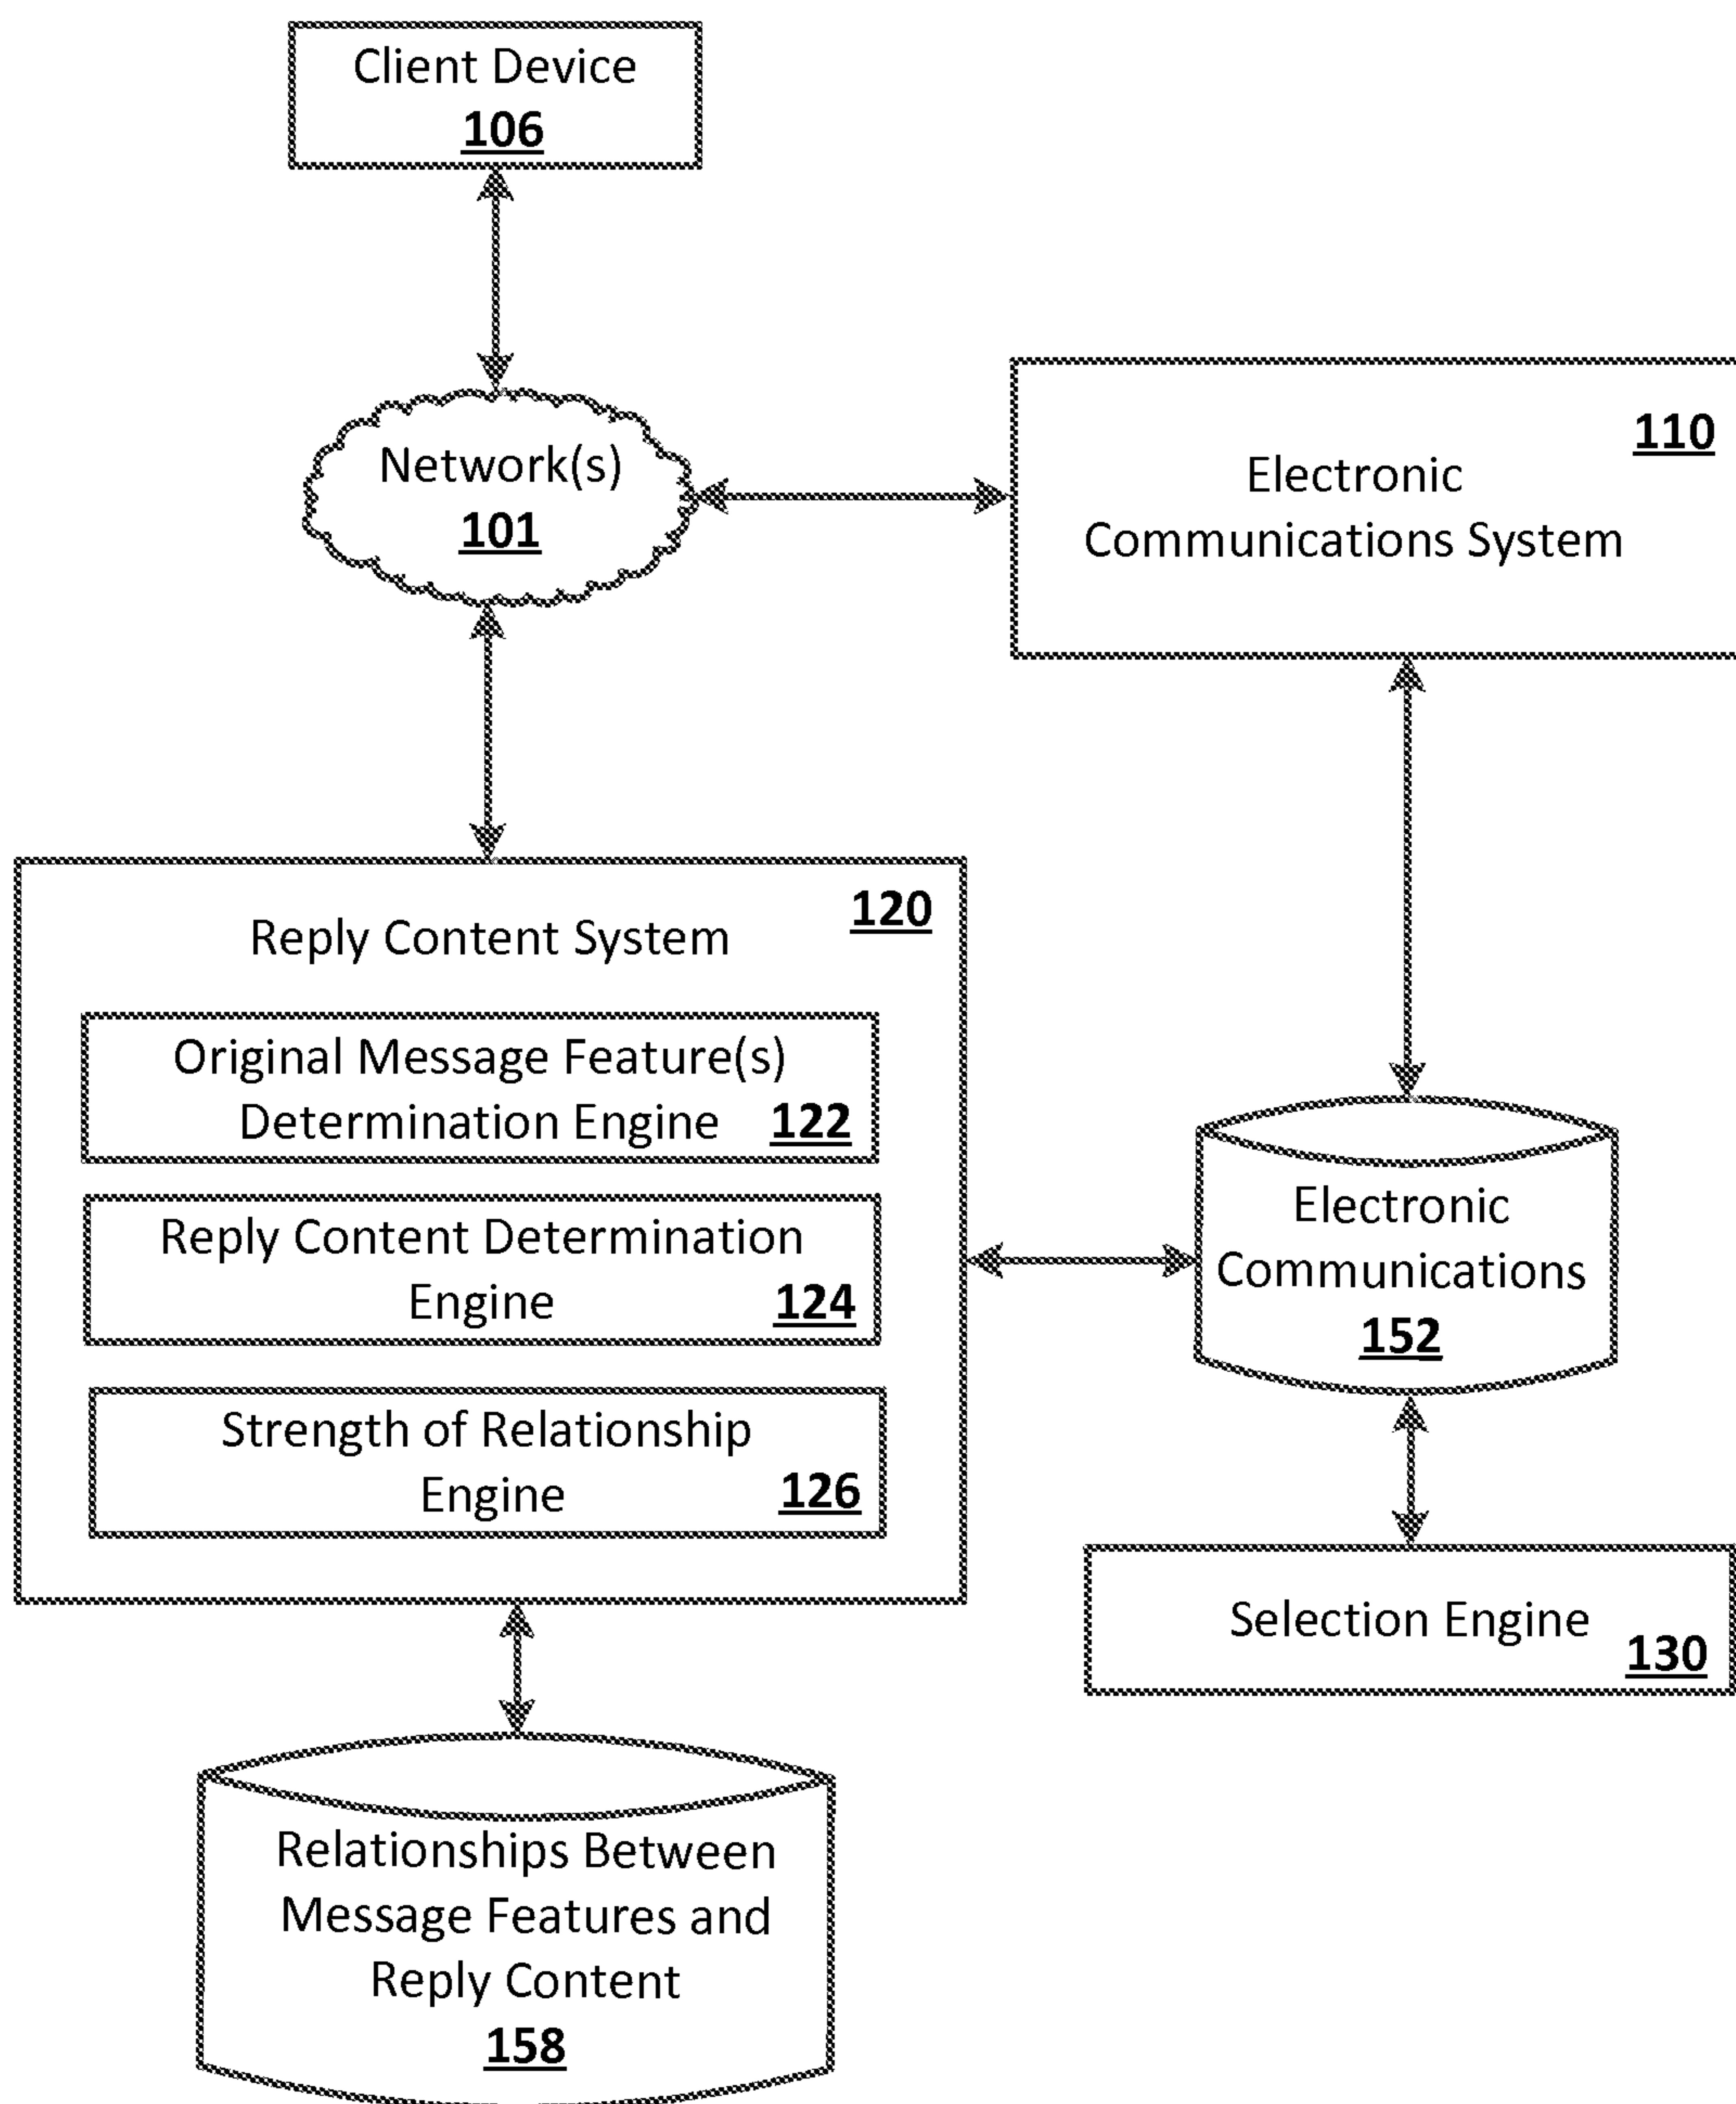 Client Device
106
Network(s)
101
110
Electronic
Communications System
120
Reply Content System
Original Message Feature(s)
Determination Engine 122
Reply Content Determination
Engine 124
Strength of Relationship
Engine 126
Electronic
Communications
152
Selection Engine
130
Relationships Between
Message Features and
Reply Content
158